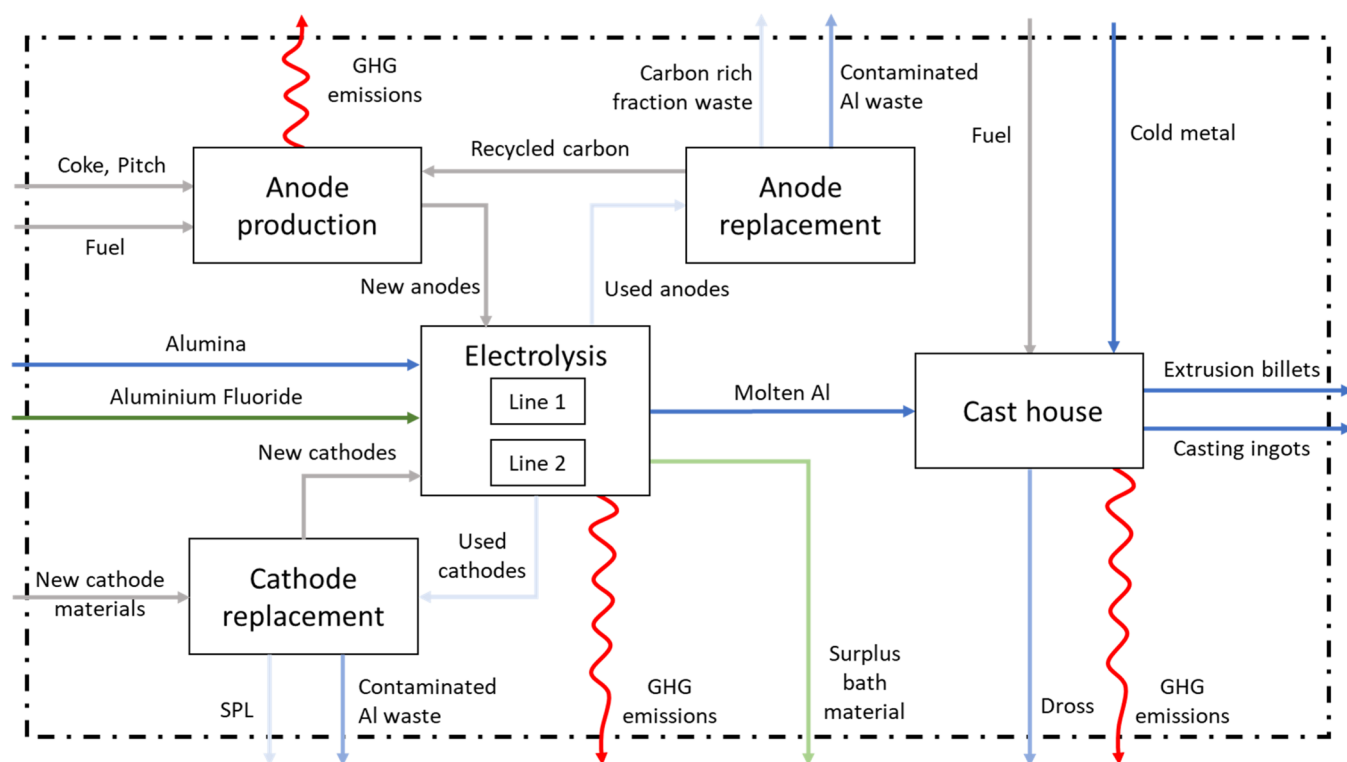 GHG
emissions
Carbon rich
fraction waste
Contaminated
Al waste
Fuel
Cold metal
Coke, Pitch
Fuel
Anode
production
Recycled carbon
Anode
replacement
New anodes
Used anodes
Alumina
Aluminium Fluoride
New cathodes
Electrolysis
Line 1
Line 2
Molten Al
Cast house
Extrusion billets
Casting ingots
New cathode
materials
Cathode
replacement
Used
cathodes
SPL
Contaminated
Al waste
GHG
emissions
Surplus
bath
material
Dross
GHG
emissions